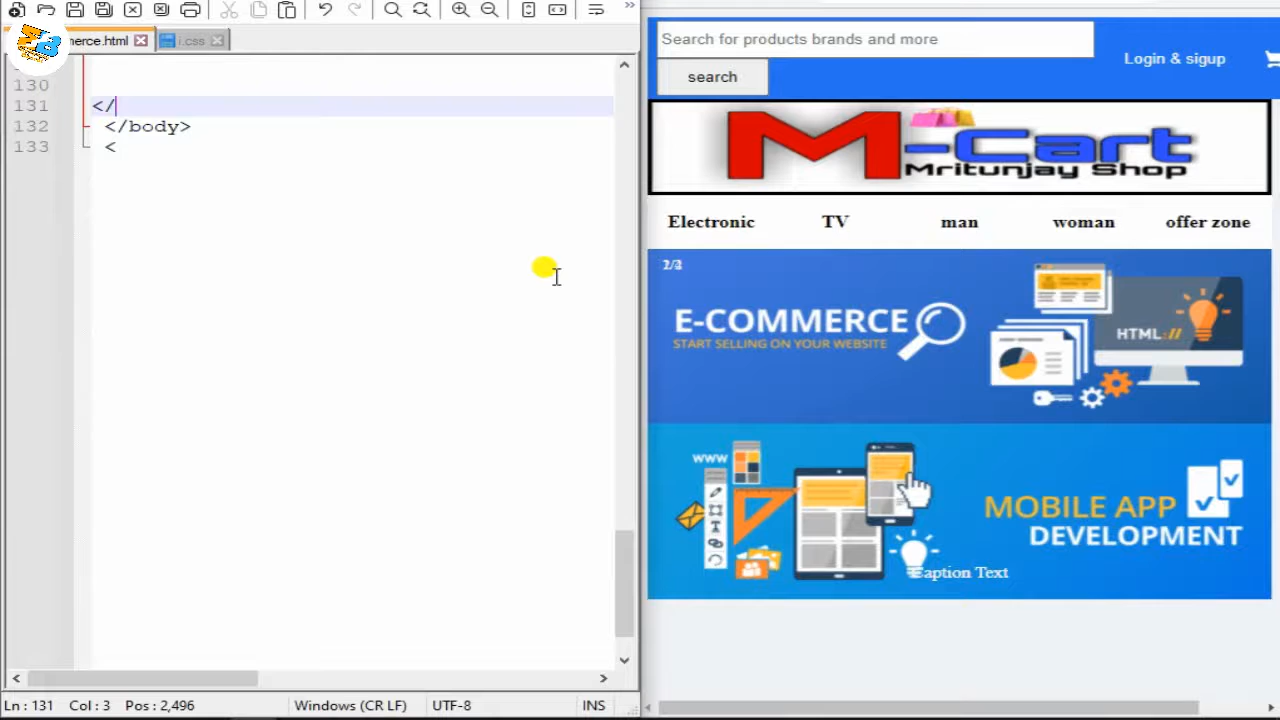 merce.html
i.css
130
131 </
132 </body>
133 <
Ln : 131 Col : 3 Pos : 2,496 Windows (CR LF) UTF-8 INS
Search for products brands and more
search
Login & sigup
M-Cart
Mritunjay Shop
Electronic TV man woman offer zone
E-COMMERCE
START SELLING ON YOUR WEBSITE
HTML://
www
MOBILE APP
DEVELOPMENT
Caption Text